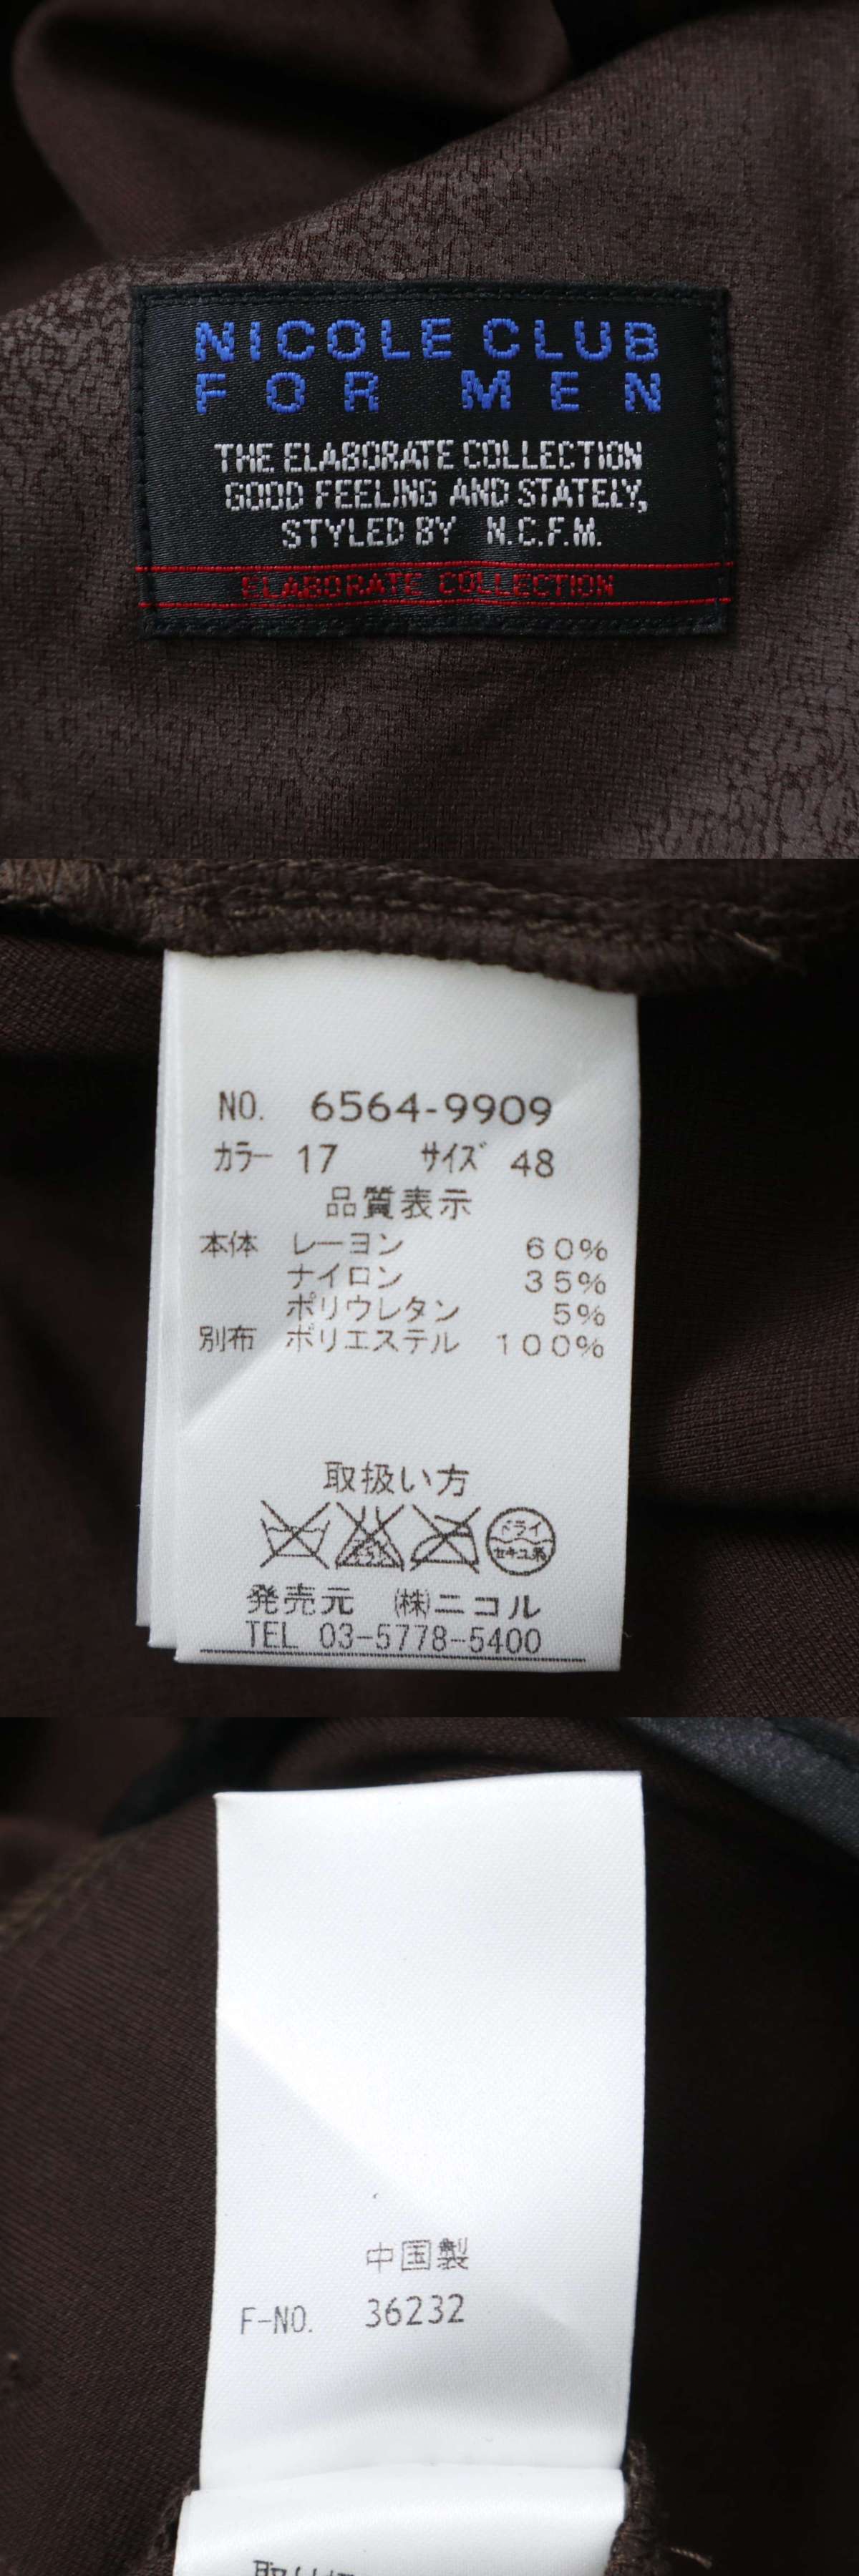 NICOLE CLUB
FOR MEN
THE ELABORATE COLLECTION
GOOD FEELING AND STATELY,
STYLED BY N.C.F.M.
ELABORATE COLLECTION
NO. 6564-9909
カラー 17 サイズ 48
品質表示
本体 レーヨン 60%
ナイロン 35%
ポリウレタン 5%
別布 ポリエステル 100%
取扱い方
ドライ
セキユ系
発売元 ㈱ニコル
TEL 03-5778-5400
中国製
F-NO. 36232